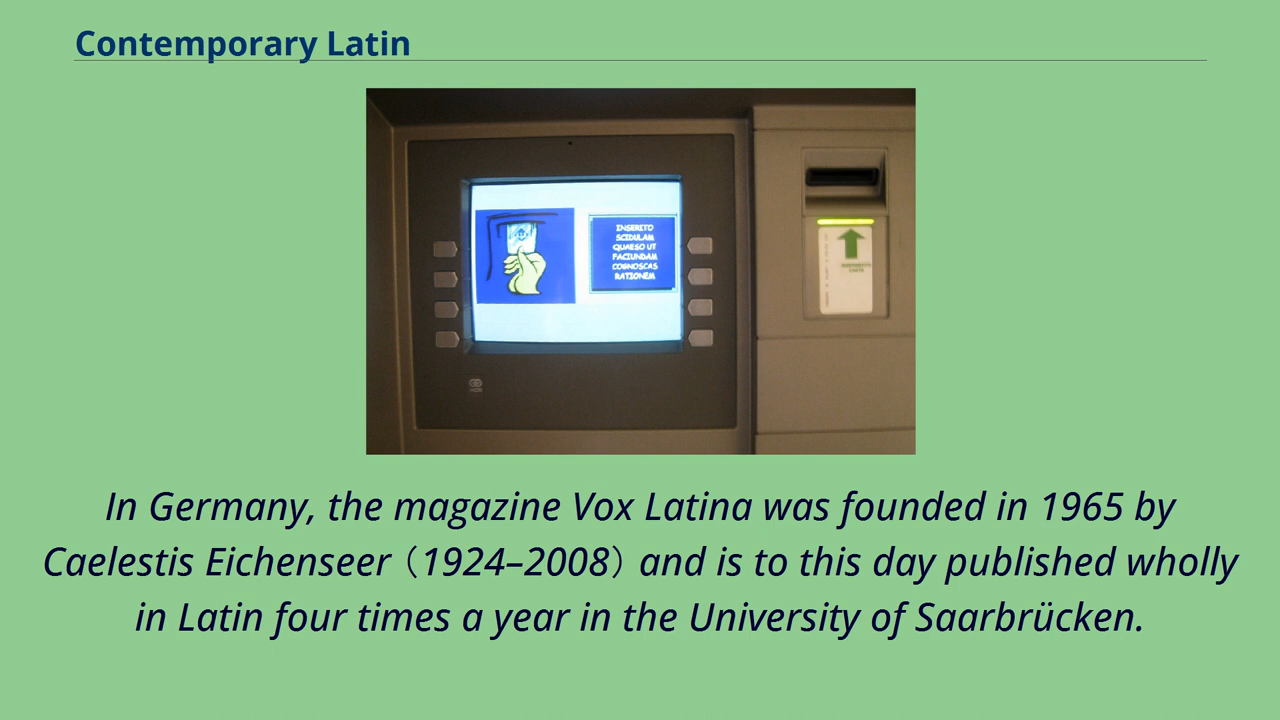 Contemporary Latin
INSERITO
SCIDULAM
QUAESO UT
FACIUNDAM
COGNOSCAS
RATIONEM
In Germany, the magazine Vox Latina was founded in 1965 by
Caelestis Eichenseer (1924–2008) and is to this day published wholly
in Latin four times a year in the University of Saarbrücken.